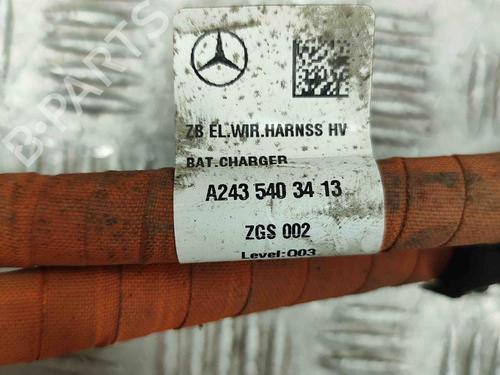 B-PARTS
ZB EL.WIR.HARNSS HV
BAT.CHARGER
A243 540 34 13
ZGS 002
Level:003